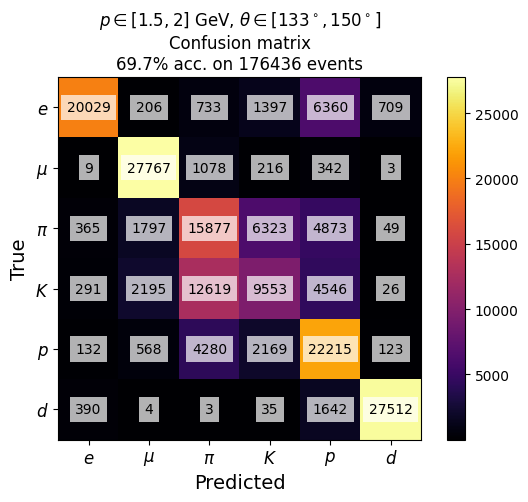 p ∈ [1.5, 2] GeV, θ ∈ [133°, 150°]
Confusion matrix
69.7% acc. on 176436 events
e 20029 206 733 1397 6360 709
μ 9 27767 1078 216 342 3
π 365 1797 15877 6323 4873 49
K 291 2195 12619 9553 4546 26
p 132 568 4280 2169 22215 123
d 390 4 3 35 1642 27512
e μ π K p d
True
Predicted
25000
20000
15000
10000
5000